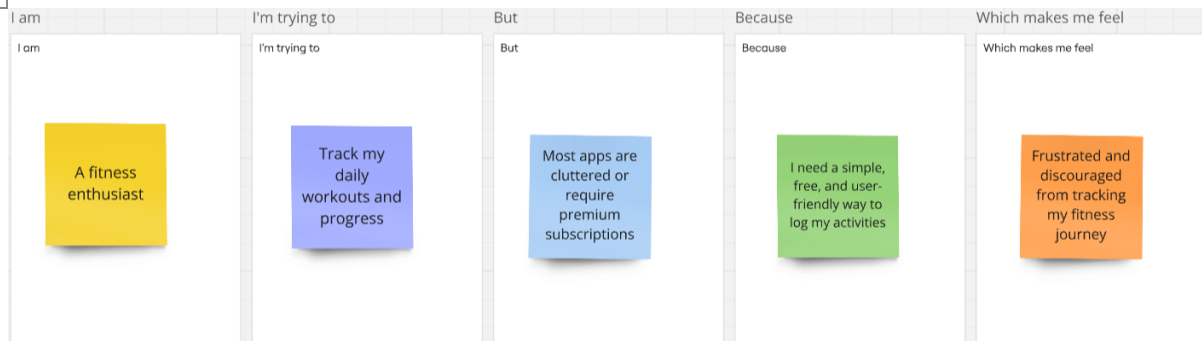 I am
I'm trying to
But
Because
Which makes me feel
I am
I'm trying to
But
Because
Which makes me feel
A fitness
enthusiast
Track my
daily
workouts and
progress
Most apps are
cluttered or
require
premium
subscriptions
I need a simple,
free, and user-
friendly way to
log my activities
Frustrated and
discouraged
from tracking
my fitness
journey